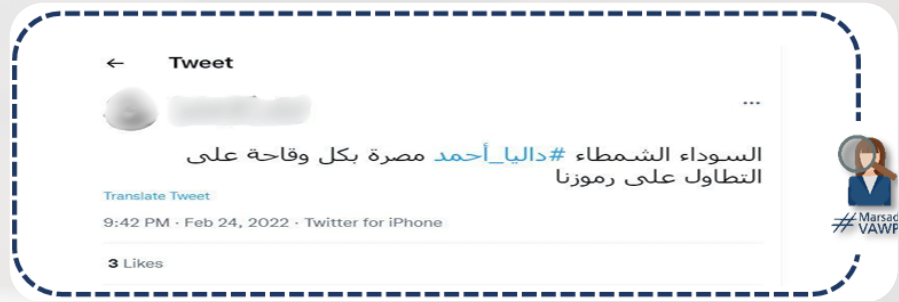 ← Tweet
...
السوداء الشمطاء #داليا_أحمد مصرة بكل وقاحة على
التطاول على رموزنا
Translate Tweet
9:42 PM · Feb 24, 2022 · Twitter for iPhone
3 Likes
# Marsad
VAWP